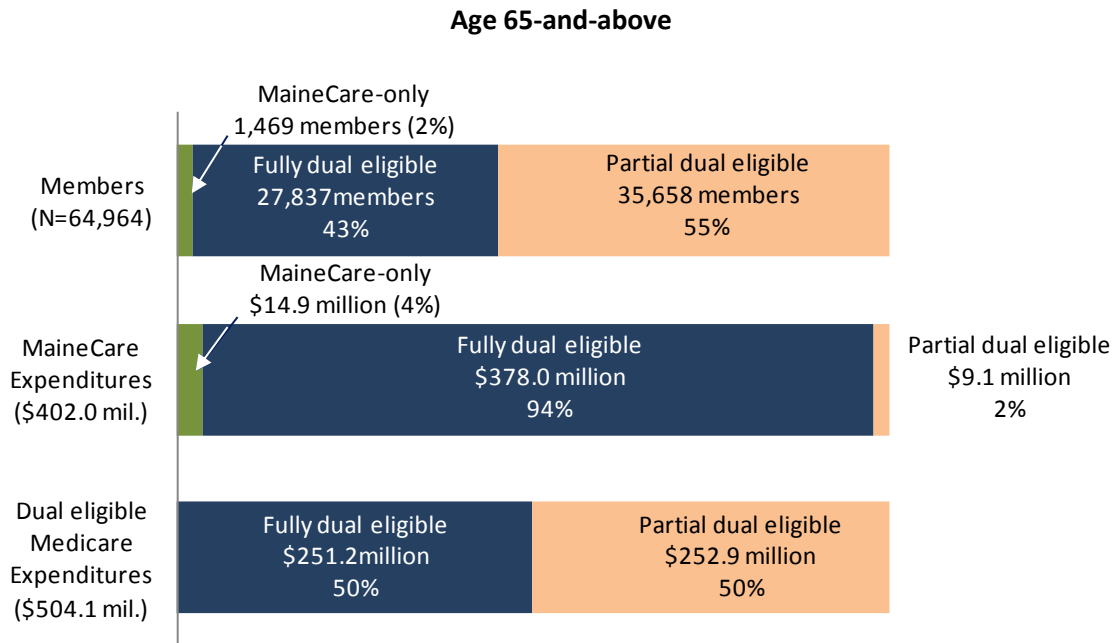 Age 65-and-above
MaineCare-only
1,469 members (2%)
Members
(N=64,964)
Fully dual eligible
27,837members
43%
Partial dual eligible
35,658 members
55%
MaineCare-only
$14.9 million (4%)
MaineCare
Expenditures
($402.0 mil.)
Fully dual eligible
$378.0 million
94%
Partial dual eligible
$9.1 million
2%
Dual eligible
Medicare
Expenditures
($504.1 mil.)
Fully dual eligible
$251.2million
50%
Partial dual eligible
$252.9 million
50%